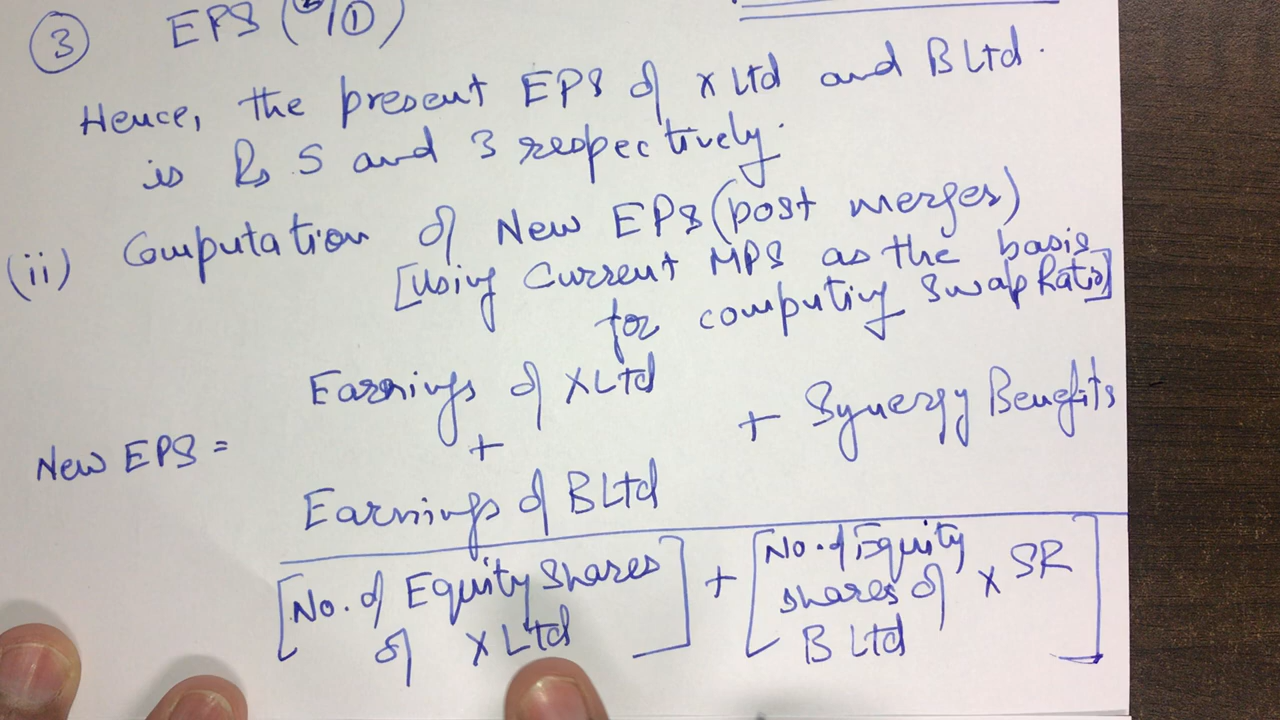 ③ EPS (②/①)
Hence, the present EPS of X Ltd and B Ltd.
is Rs 5 and 3 respectively.
(ii) Computation of New EPS (post merger)
[Using Current MPS as the basis
for computing Swap Ratio]
Earnings of X Ltd
+
Earnings of B Ltd
+ Synergy Benefits
New EPS =
[No. of Equity Shares
of X Ltd]
+
[No. of Equity
shares of
B Ltd × SR]